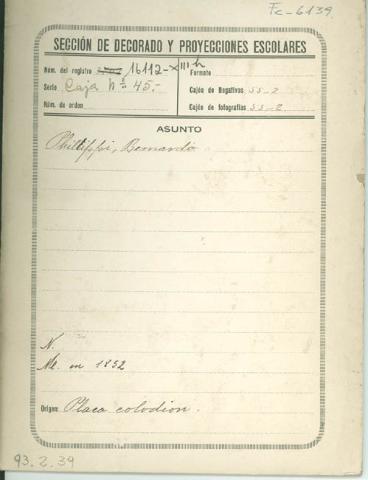 Fc-6139
SECCIÓN DE DECORADO Y PROYECCIONES ESCOLARES
Núm. del registro 16112-XIII h
Serie Caja Nº 45.-
Núm. de orden
Formato
Cajón de Negativos 55-2
Cajón de fotografías 55-2
ASUNTO
Phillippi, Bernardo
N.
M. en 1852
Origen Placa colodion.
93.2.39